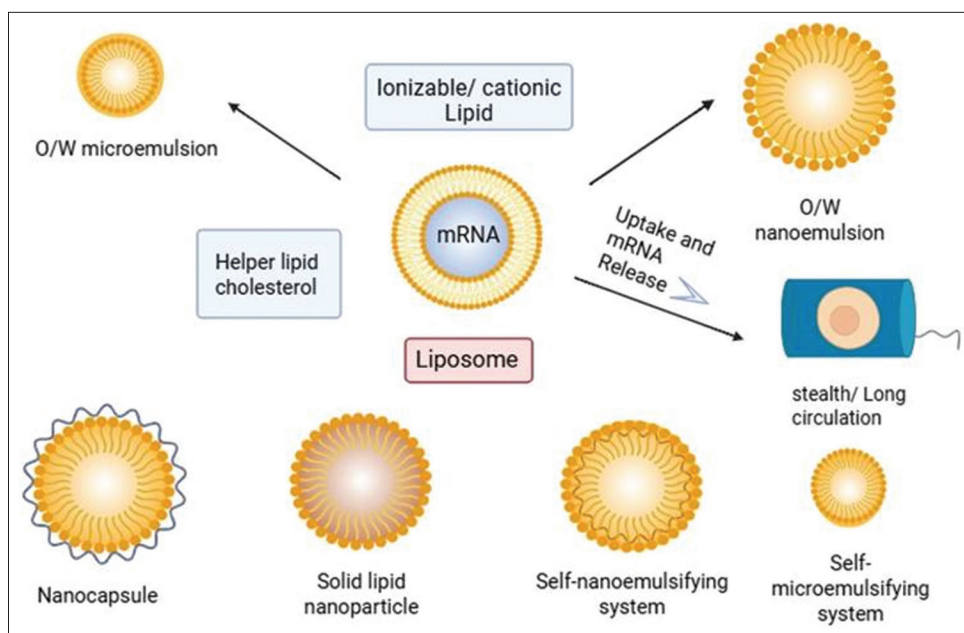 O/W microemulsion
Ionizable/ cationic
Lipid
O/W
nanoemulsion
mRNA
Helper lipid
cholesterol
Uptake and
mRNA
Release
Liposome
stealth/ Long
circulation
Nanocapsule
Solid lipid
nanoparticle
Self-nanoemulsifying
system
Self-
microemulsifying
system